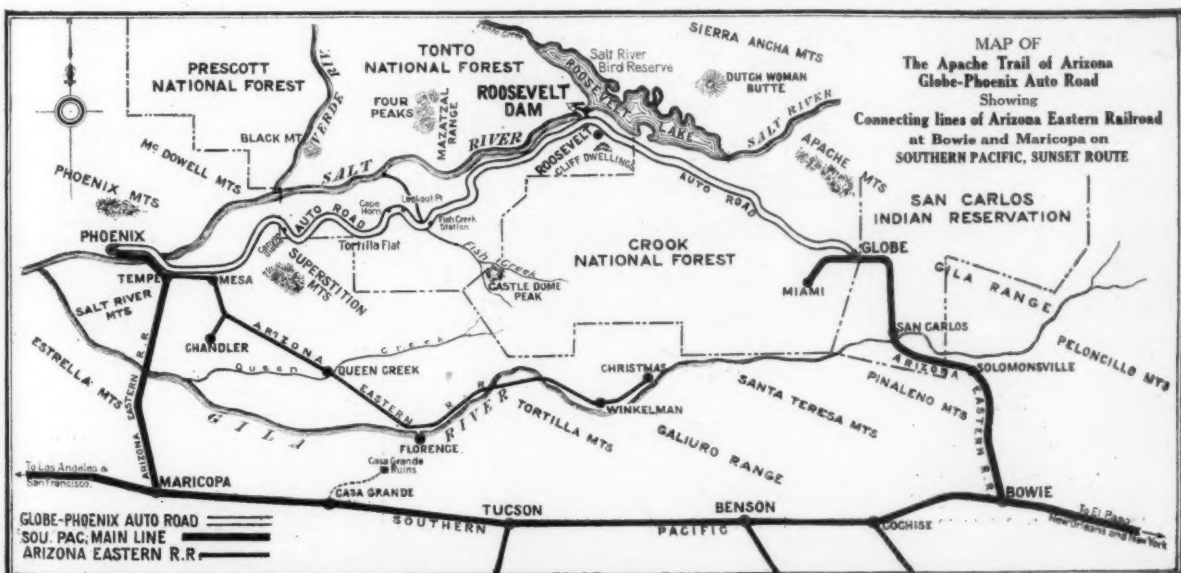 MAP OF
The Apache Trail of Arizona
Globe-Phoenix Auto Road
Showing
Connecting lines of Arizona Eastern Railroad
at Bowie and Maricopa on
SOUTHERN PACIFIC, SUNSET ROUTE
PRESCOTT
NATIONAL FOREST
TONTO
NATIONAL FOREST
Tonto Creek
Salt River
Bird Reserve
SIERRA ANCHA MTS
DUTCH WOMAN
BUTTE
FOUR
PEAKS
MAZATZAL
RANGE
ROOSEVELT
DAM
ROOSEVELT LAKE
SALT RIVER
VERDE RIV.
BLACK MT.
Mc DOWELL MTS
PHOENIX MTS
SALT RIVER
ROOSEVELT
CLIFF DWELLING
APACHE MTS
AUTO ROAD
SAN CARLOS
INDIAN RESERVATION
PHOENIX
AUTO ROAD
Cape
Horn
Lookout Pt
Fish Creek
Station
Tortilla Flat
Fish Creek
CROOK
NATIONAL FOREST
GLOBE
TEMPE
MESA
SUPERSTITION
MTS
CASTLE DOME
PEAK
MIAMI
GILA RANGE
SALT RIVER
MTS
CHANDLER
SAN CARLOS
PELONCILLO MTS
ESTRELLA MTS
ARIZONA EASTERN R.R.
Queen Creek
QUEEN CREEK
ARIZONA EASTERN R R
CHRISTMAS
WINKELMAN
SANTA TERESA MTS
PINALENO MTS
SOLOMONSVILLE
ARIZONA EASTERN R.R.
GILA RIVER
FLORENCE.
TORTILLA MTS
GALIURO RANGE
Casa Grande
Ruins
To Los Angeles &
San Francisco.
MARICOPA
CASA GRANDE
TUCSON
BENSON
COCHISE
BOWIE
SOUTHERN PACIFIC
To El Paso
New Orleans and New York
GLOBE-PHOENIX AUTO ROAD
SOU. PAC. MAIN LINE
ARIZONA EASTERN R.R.